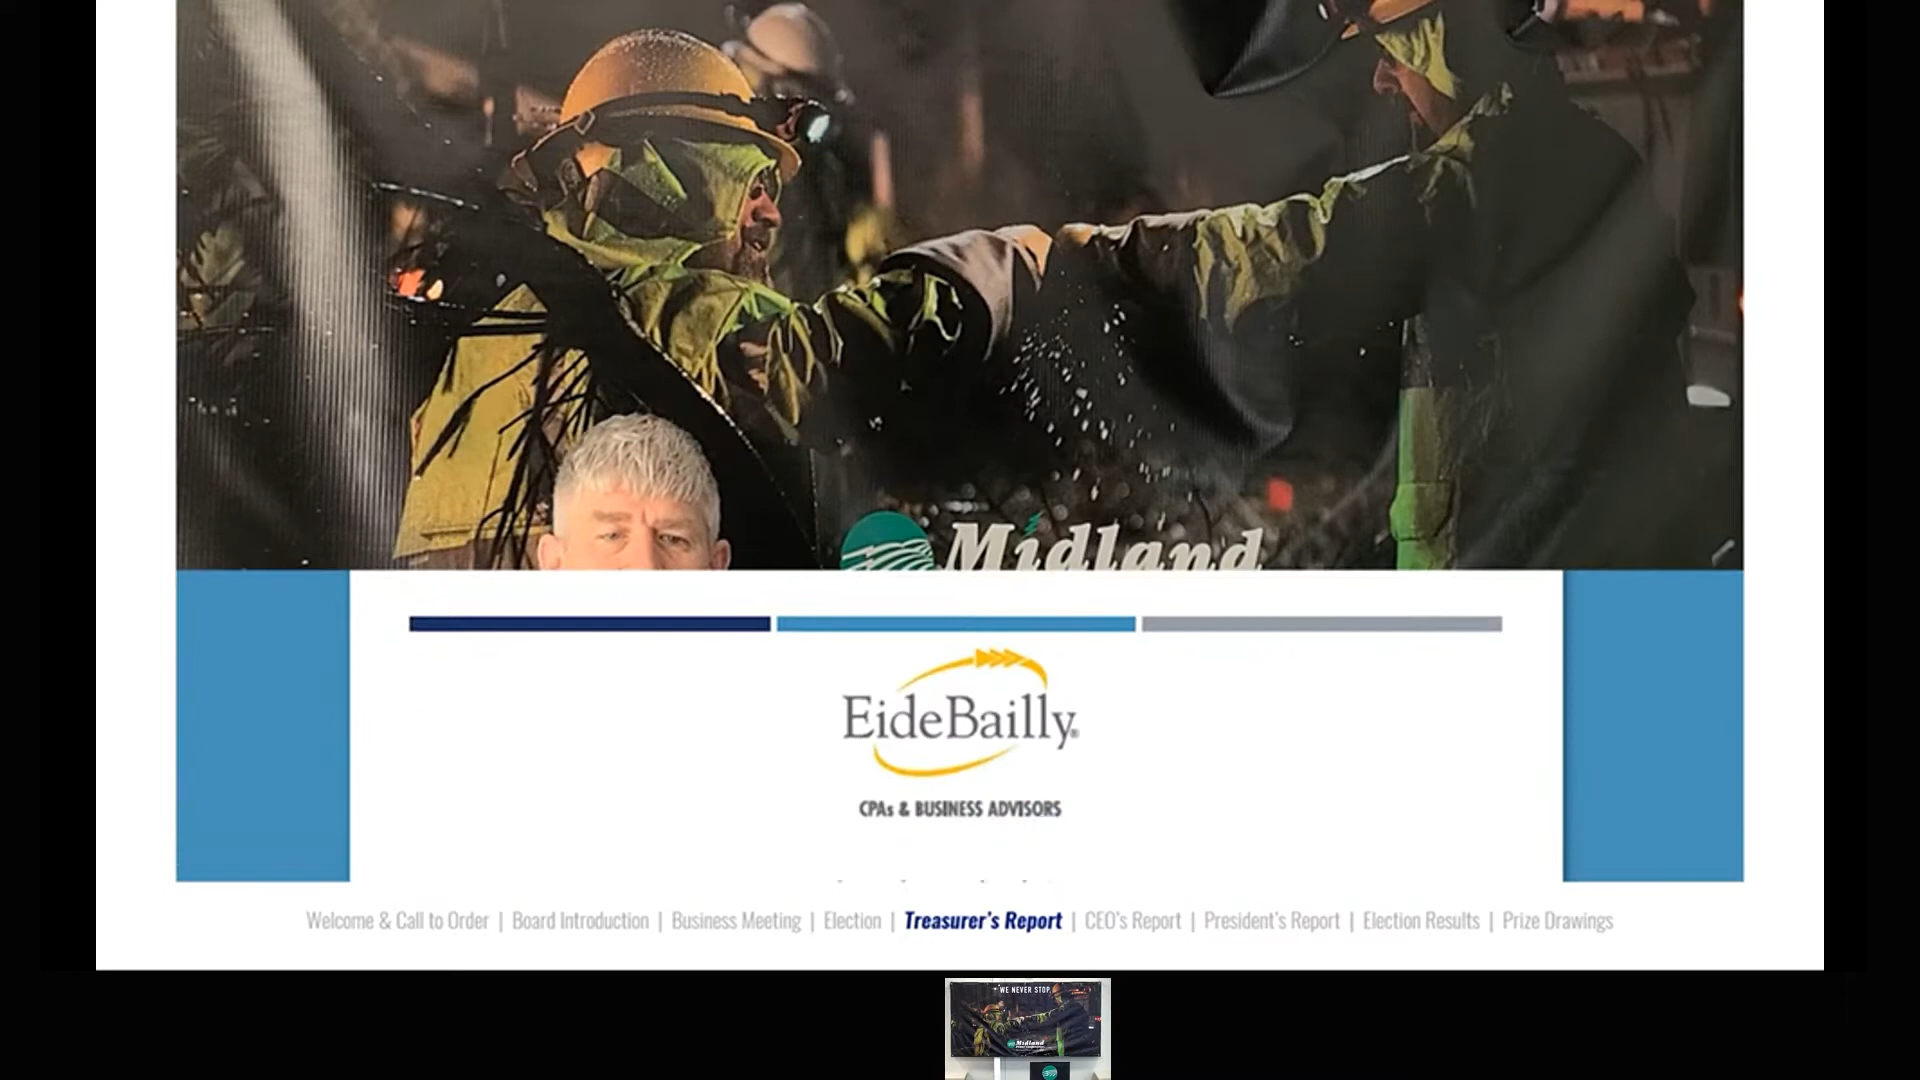 Midland
EideBailly®
CPAs & BUSINESS ADVISORS
Welcome & Call to Order | Board Introduction | Business Meeting | Election | Treasurer's Report | CEO's Report | President's Report | Election Results | Prize Drawings
WE NEVER STOP
Midland